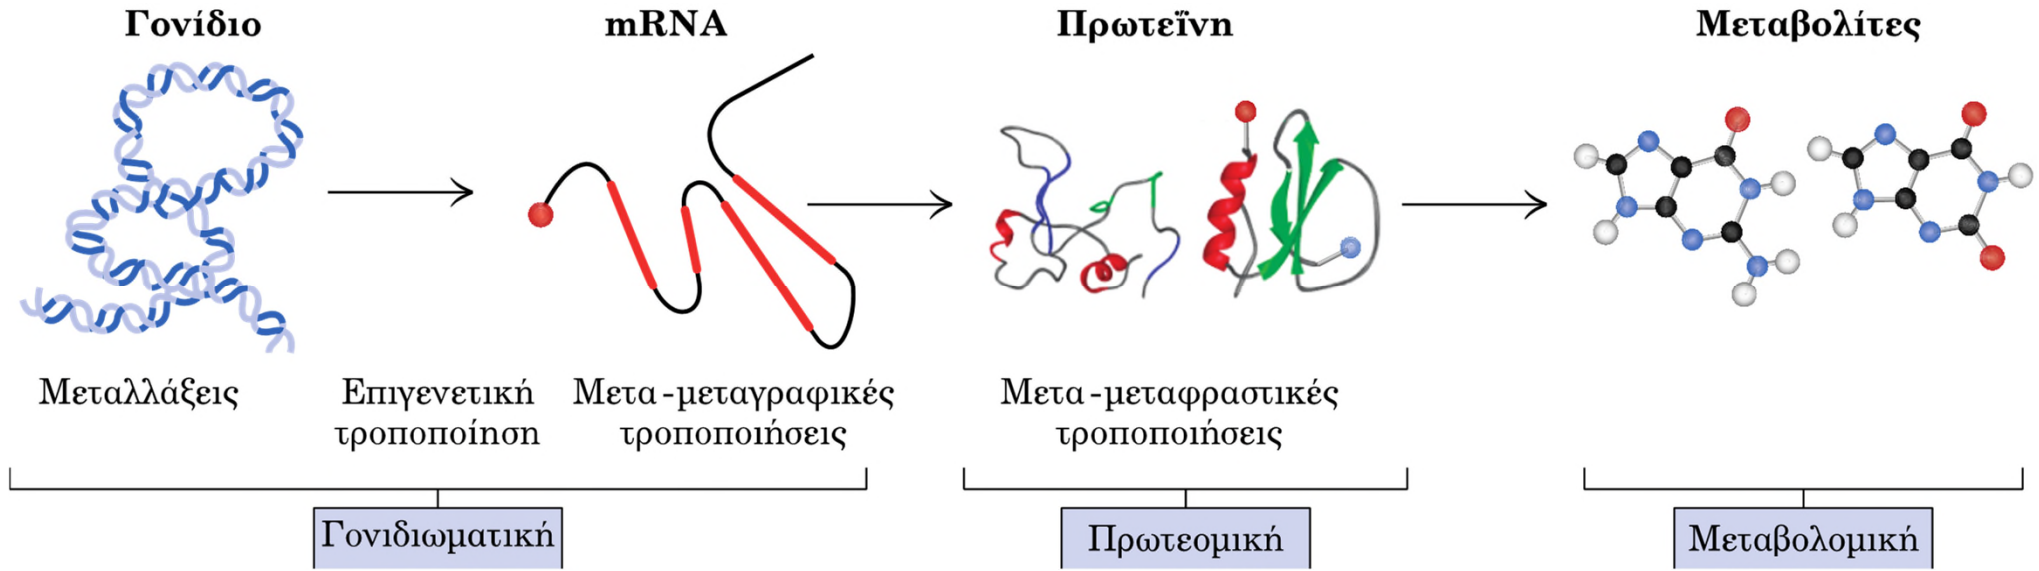 Γονίδιο
mRNA
Πρωτεΐνη
Μεταβολίτες
Μεταλλάξεις
Επιγενετική
τροποποίηση
Μετα-μεταγραφικές
τροποποιήσεις
Μετα-μεταφραστικές
τροποποιήσεις
Γονιδιωματική
Πρωτεομική
Μεταβολομική